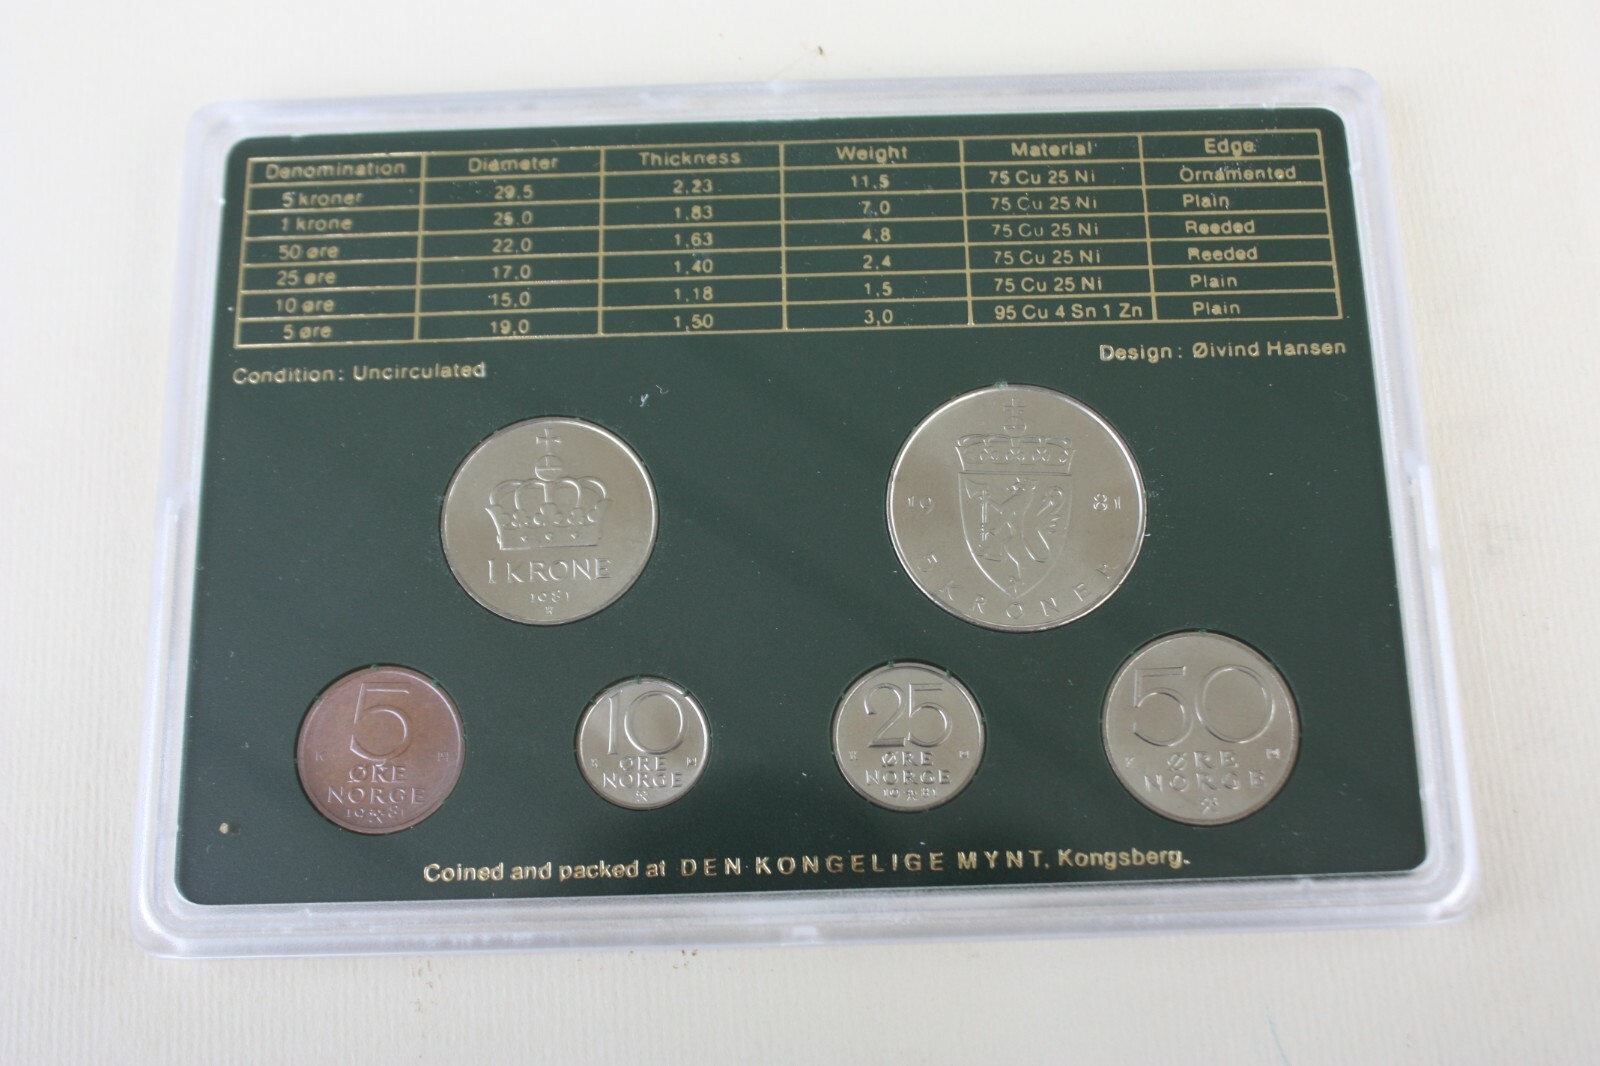 Denomination Diameter Thickness Weight Material Edge
5 kroner 29.5 2,23 11,5 75 Cu 25 Ni Ornamented
1 krone 25.0 1,83 7,0 75 Cu 25 Ni Plain
50 øre 22.0 1,63 4,8 75 Cu 25 Ni Reeded
25 øre 17.0 1,40 2,4 75 Cu 25 Ni Reeded
10 øre 15,0 1,18 1,5 75 Cu 25 Ni Plain
5 øre 19,0 1,50 3,0 95 Cu 4 Sn 1 Zn Plain
Condition: Uncirculated
Design: Øivind Hansen
1 KRONE
1981
K
19 81
5 KRONER
5
K M
ØRE
NORGE
1981
10
K M
ØRE
NORGE
25
K M
ØRE
NORGE
1981
50
K M
ØRE
NORGE
Coined and packed at DEN KONGELIGE MYNT, Kongsberg.